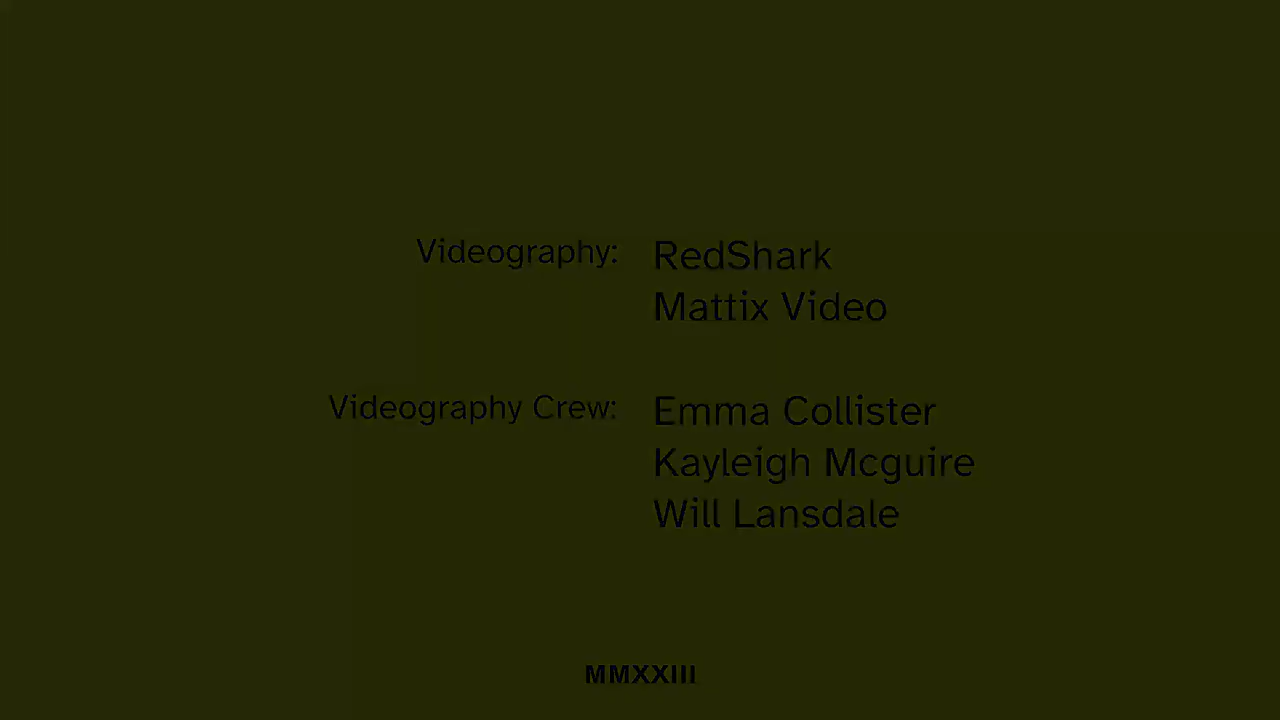 Videography: RedShark
Mattix Video
Videography Crew: Emma Collister
Kayleigh Mcguire
Will Lansdale
MMXXIII